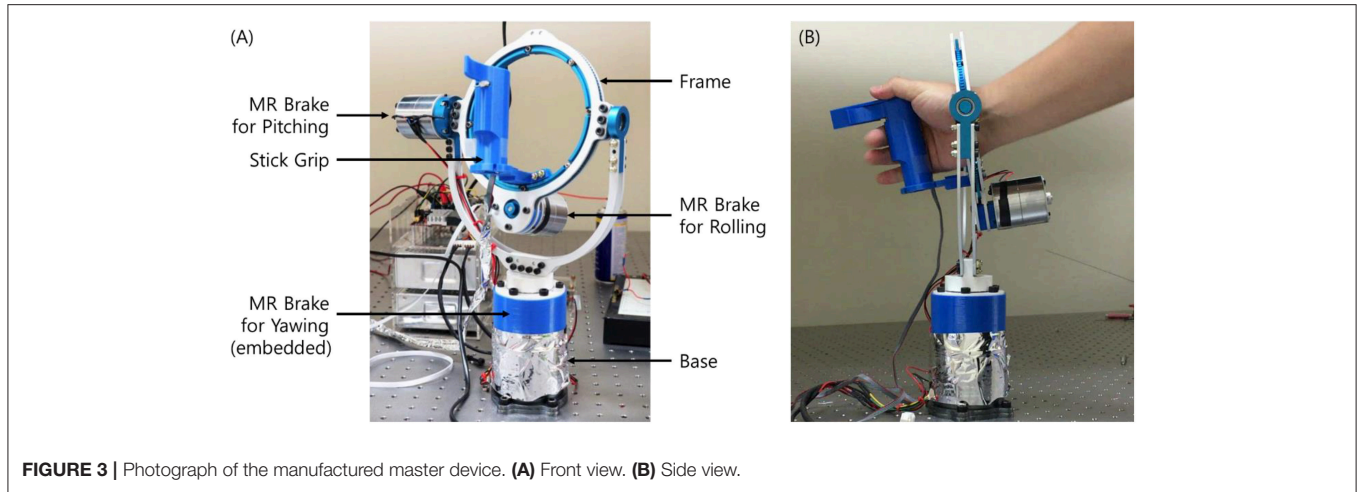 (A)
MR Brake
for Pitching
Stick Grip
MR Brake
for Yawing
(embedded)
Frame
MR Brake
for Rolling
Base
(B)
FIGURE 3 | Photograph of the manufactured master device. (A) Front view. (B) Side view.